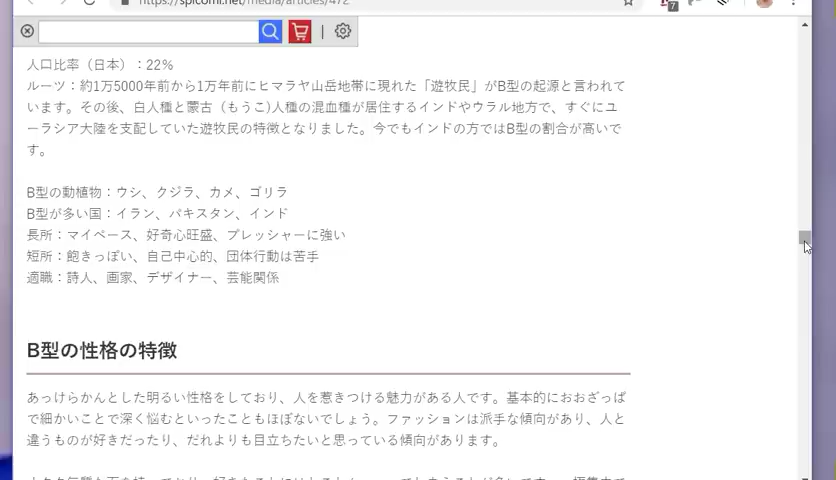 https://spicomi.net/media/articles/472
7
人口比率（日本）：22%
ルーツ：約1万5000年前から1万年前にヒマラヤ山岳地帯に現れた「遊牧民」がB型の起源と言われて
います。その後、白人種と蒙古（もうこ)人種の混血種が居住するインドやウラル地方で、すぐにユ
ーラシア大陸を支配していた遊牧民の特徴となりました。今でもインドの方ではB型の割合が高いで
す。
B型の動植物：ウシ、クジラ、カメ、ゴリラ
B型が多い国：イラン、パキスタン、インド
長所：マイペース、好奇心旺盛、プレッシャーに強い
短所：飽きっぽい、自己中心的、団体行動は苦手
適職：詩人、画家、デザイナー、芸能関係
B型の性格の特徴
あっけらかんとした明るい性格をしており、人を惹きつける魅力がある人です。基本的におおざっぱ
で細かいことで深く悩むといったこともほぼないでしょう。ファッションは派手な傾向があり、人と
違うものが好きだったり、だれよりも目立ちたいと思っている傾向があります。